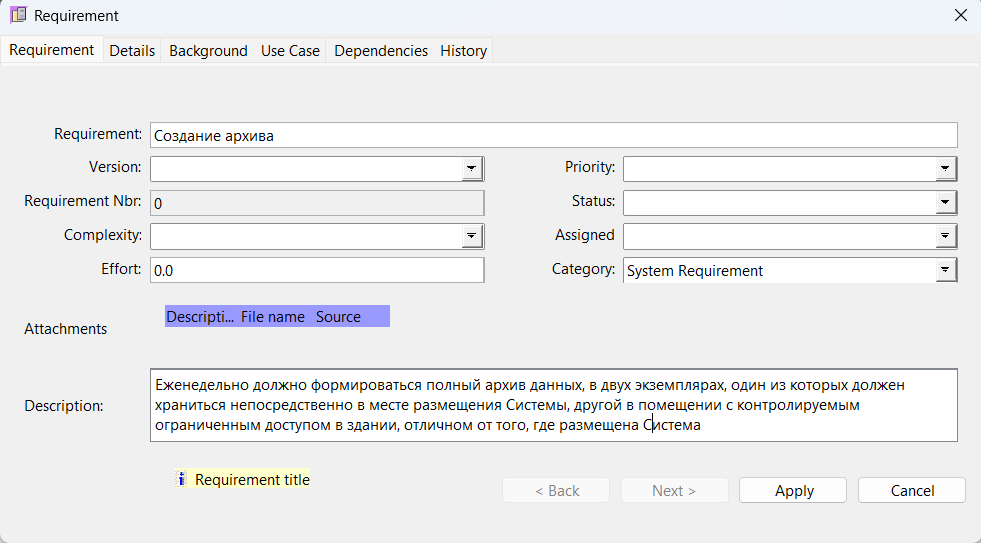 Requirement
Requirement Details Background Use Case Dependencies History
Requirement: Создание архива
Version: Priority:
Requirement Nbr: 0 Status:
Complexity: Assigned
Effort: 0.0 Category: System Requirement
Attachments Descripti... File name Source
Description: Еженедельно должно формироваться полный архив данных, в двух экземплярах, один из которых должен
храниться непосредственно в месте размещения Системы, другой в помещении с контролируемым
ограниченным доступом в здании, отличном от того, где размещена Система
Requirement title
< Back Next > Apply Cancel